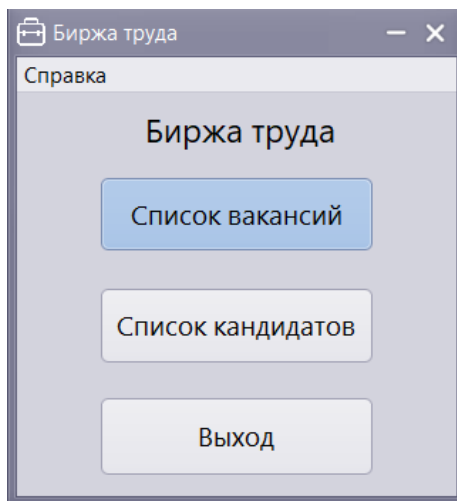 Биржа труда
Справка
Биржа труда
Список вакансий
Список кандидатов
Выход